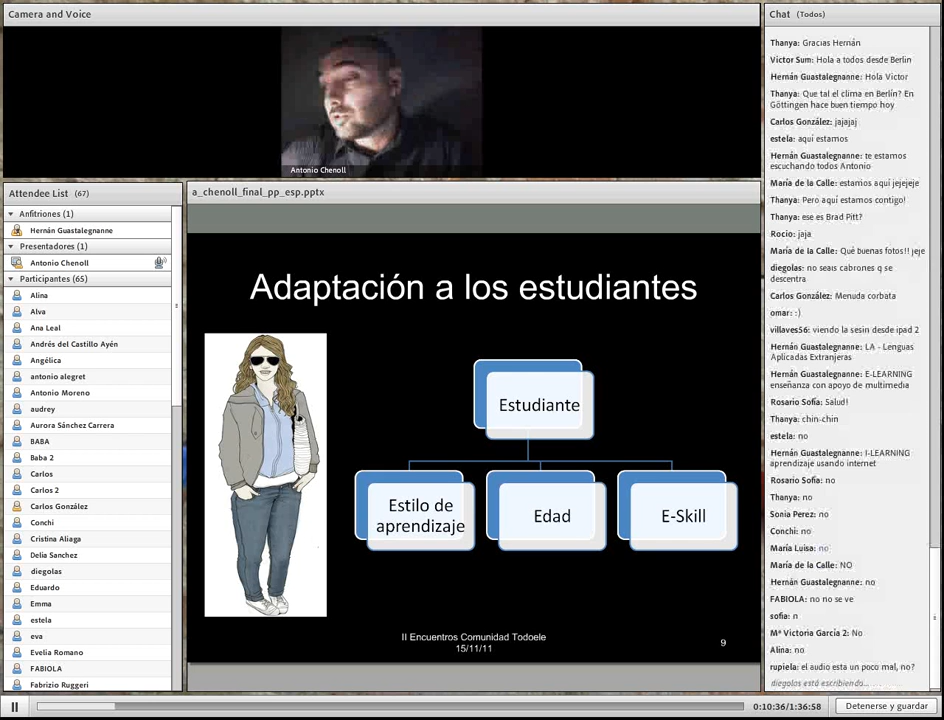 Camera and Voice
Antonio Chenoll
Attendee List (67)
Anfitriones (1)
Hernán Guastalegnanne
Presentadores (1)
Antonio Chenoll
Participantes (65)
Alina
Alva
Ana Leal
Andrés del Castillo Ayén
Angélica
antonio alegret
Antonio Moreno
audrey
Aurora Sánchez Carrera
BABA
Baba 2
Carlos
Carlos 2
Carlos González
Conchi
Cristina Aliaga
Delia Sanchez
diegolas
Eduardo
Emma
estela
eva
Evelia Romano
FABIOLA
Fabrizio Ruggeri
a_chenoll_final_pp_esp.pptx
Adaptación a los estudiantes
Estudiante
Estilo de
aprendizaje
Edad
E-Skill
II Encuentros Comunidad Todoele
15/11/11
9
Chat (Todos)
Thanya: Gracias Hernán
Victor Sum: Hola a todos desde Berlin
Hernán Guastalegnanne: Hola Victor
Thanya: Que tal el clima en Berlín? En
Göttingen hace buen tiempo hoy
Carlos González: jajajaj
estela: aquí estamos
Hernán Guastalegnanne: te estamos
escuchando todos Antonio
María de la Calle: estamos aquí jejejeje
Thanya: Pero aquí estamos contigo!
Thanya: ese es Brad Pitt?
Rocio: jaja
María de la Calle: Qué buenas fotos!! jeje
diegolas: no seais cabrones q se
descentra
Carlos González: Menuda corbata
omar: :)
villaves56: viendo la sesin desde ipad 2
Hernán Guastalegnanne: LA - Lenguas
Aplicadas Extranjeras
Hernán Guastalegnanne: E-LEARNING
enseñanza con apoyo de multimedia
Rosario Sofía: Salud!
Thanya: chin-chin
estela: no
Hernán Guastalegnanne: I-LEARNING
aprendizaje usando internet
Rosario Sofía: no
Thanya: no
Sonia Perez: no
Conchi: no
María Luisa: no
María de la Calle: NO
Hernán Guastalegnanne: no
FABIOLA: no no se ve
sofia: n
Mª Victoria García 2: No
Alina: no
rupiela: el audio esta un poco mal, no?
diegolas está escribiendo...
0:10:36/1:36:58
Detenerse y guardar